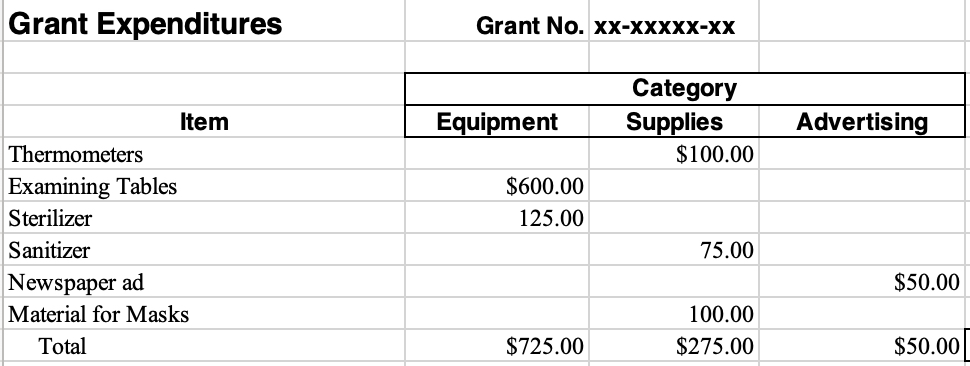 Grant Expenditures Grant No. xx-xxxxx-xx
Category
Item Equipment Supplies Advertising
Thermometers $100.00
Examining Tables $600.00
Sterilizer 125.00
Sanitizer 75.00
Newspaper ad $50.00
Material for Masks 100.00
Total $725.00 $275.00 $50.00